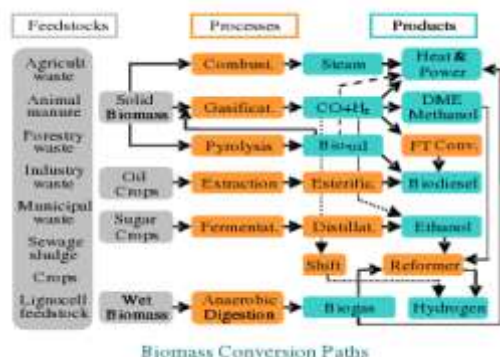 Feedstocks
Processes
Products
Agricult.
waste
Animal
manure
Forestry
waste
Industry
waste
Municipal
waste
Sewage
sludge
Crops
Lignocell
feedstock
Solid
Biomass
Oil
Crops
Sugar
Crops
Wet
Biomass
Combust.
Gasificat.
Pyrolysis
Extraction
Fermentat.
Anaerobic
Digestion
Steam
CO+H₂
Bio-oil
Esterific.
Distillat.
Shift
Biogas
Heat &
Power
DME
Methanol
FT Conv.
Biodiesel
Ethanol
Reformer
Hydrogen
Biomass Conversion Paths